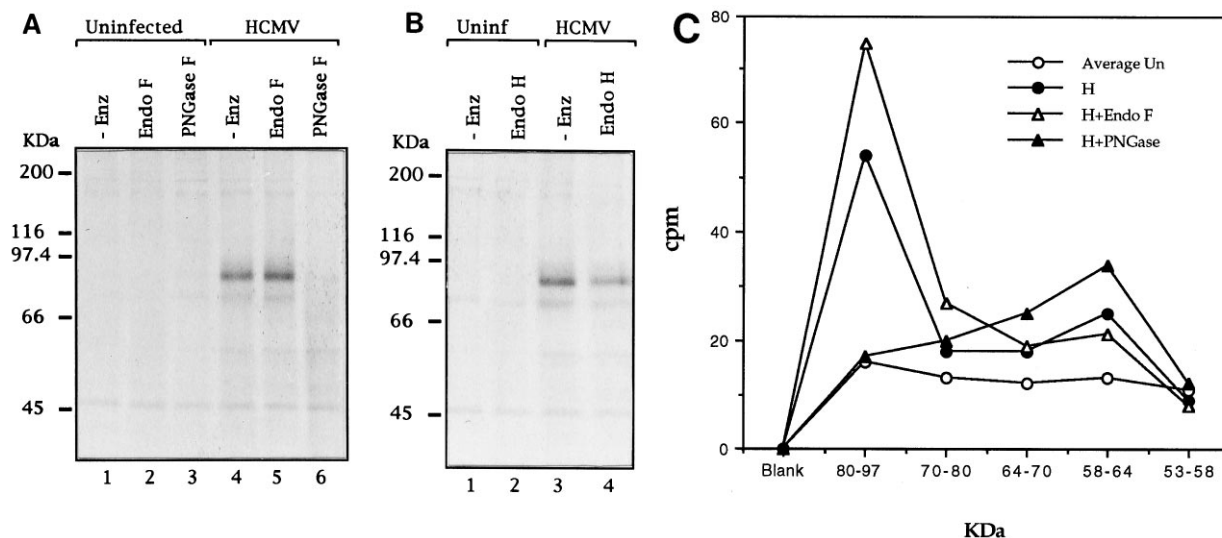 A
Uninfected
HCMV
- Enz
Endo F
PNGase F
- Enz
Endo F
PNGase F
KDa
200
116
97.4
66
45
1 2 3 4 5 6
B
Uninf
HCMV
- Enz
Endo H
- Enz
Endo H
KDa
200
116
97.4
66
45
1 2 3 4
C
80
60
40
20
0
cpm
Average Un
H
H+Endo F
H+PNGase
Blank 80-97 70-80 64-70 58-64 53-58
KDa